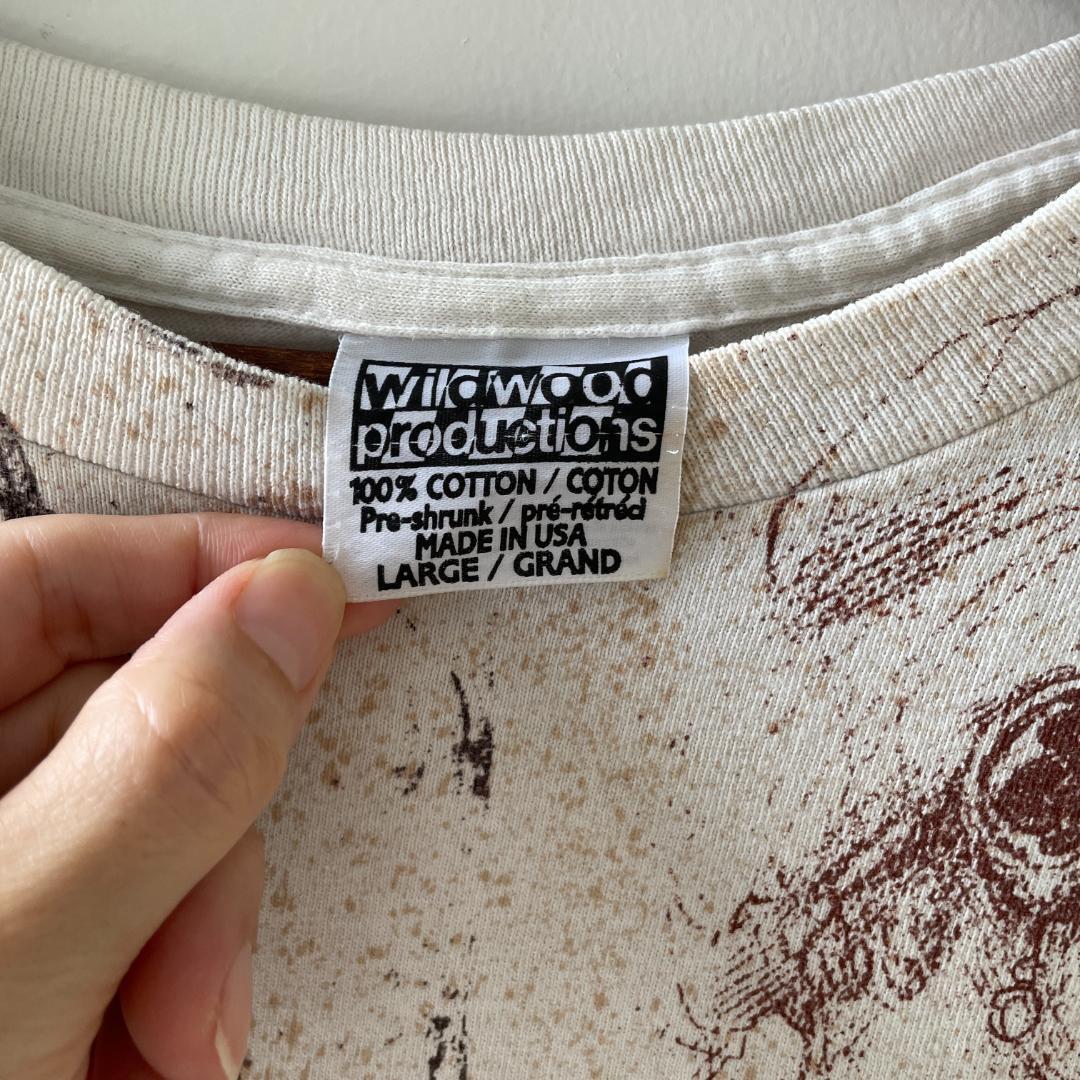 wildwood
productions
100% COTTON / COTON
Pre-shrunk / pré-rétréci
MADE IN USA
LARGE / GRAND